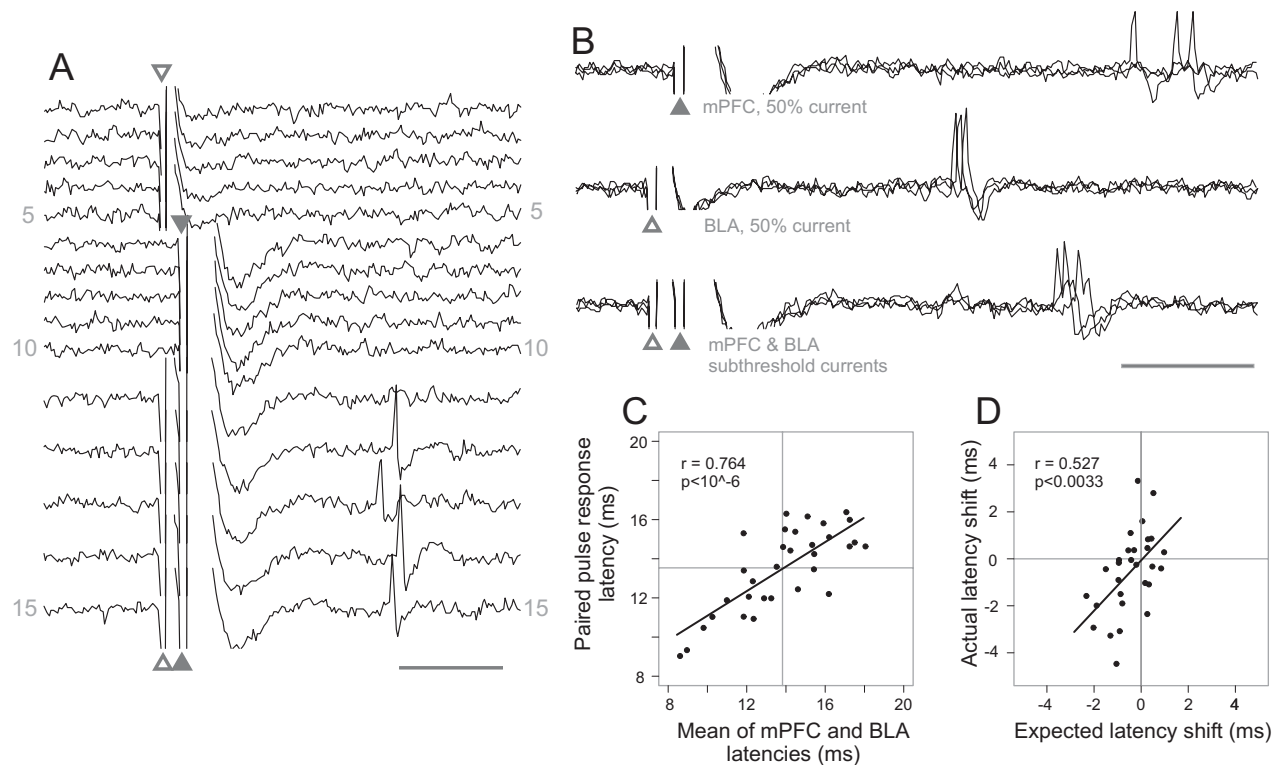 A
5
5
10
10
15
15
B
mPFC, 50% current
BLA, 50% current
mPFC & BLA
subthreshold currents
C
Paired pulse response
latency (ms)
20
16
12
8
r = 0.764
p<10^-6
8
12
16
20
Mean of mPFC and BLA
latencies (ms)
D
Actual latency shift (ms)
4
2
0
-2
-4
r = 0.527
p<0.0033
-4
-2
0
2
4
Expected latency shift (ms)